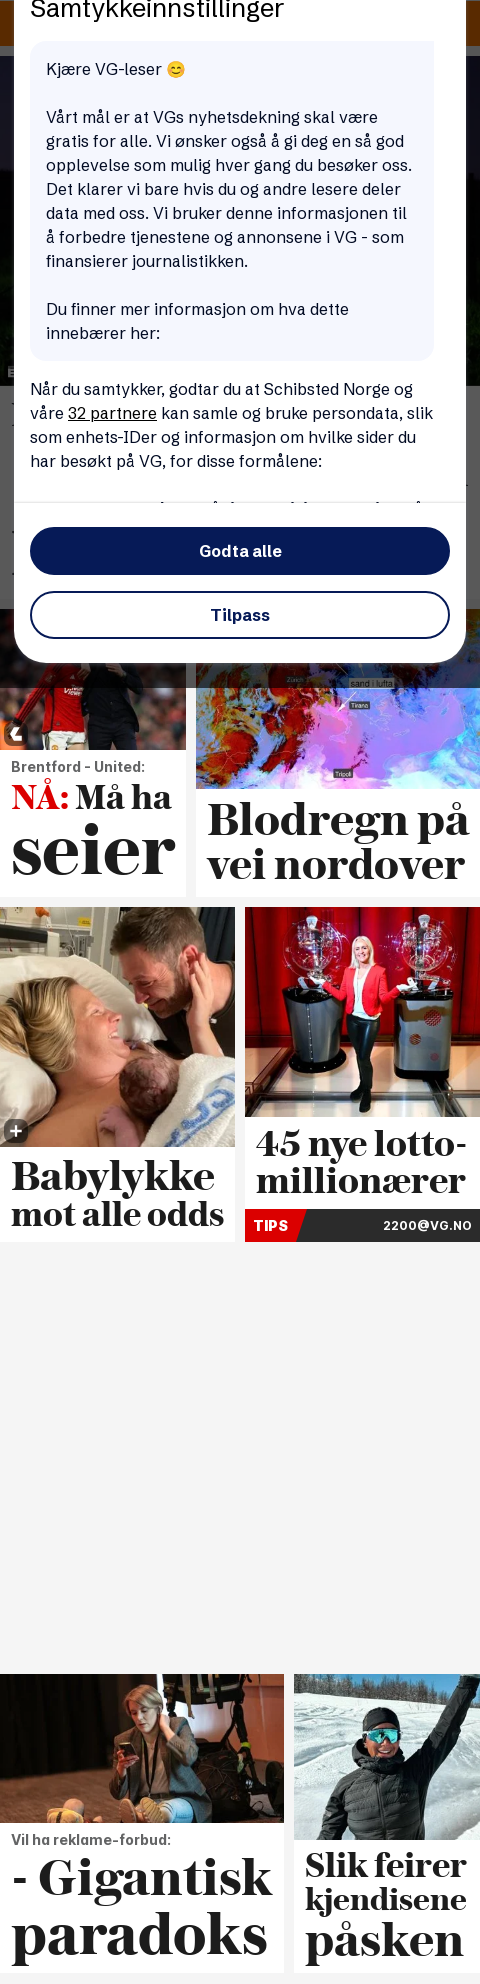 Samtykkeinnstillinger
Kjære VG-leser 😊
Vårt mål er at VGs nyhetsdekning skal være
gratis for alle. Vi ønsker også å gi deg en så god
opplevelse som mulig hver gang du besøker oss.
Det klarer vi bare hvis du og andre lesere deler
data med oss. Vi bruker denne informasjonen til
å forbedre tjenestene og annonsene i VG - som
finansierer journalistikken.
Du finner mer informasjon om hva dette
innebærer her:
Når du samtykker, godtar du at Schibsted Norge og
våre 32 partnere kan samle og bruke persondata, slik
som enhets-IDer og informasjon om hvilke sider du
har besøkt på VG, for disse formålene:
Godta alle
Tilpass
sand i lufta
Tirana
Tripoli
Brentford - United:
NÅ: Må ha
seier
Blodregn på
vei nordover
Babylykke
mot alle odds
45 nye lotto-
millionærer
TIPS
2200@VG.NO
Vil ha reklame-forbud:
- Gigantisk
paradoks
Slik feirer
kjendisene
påsken